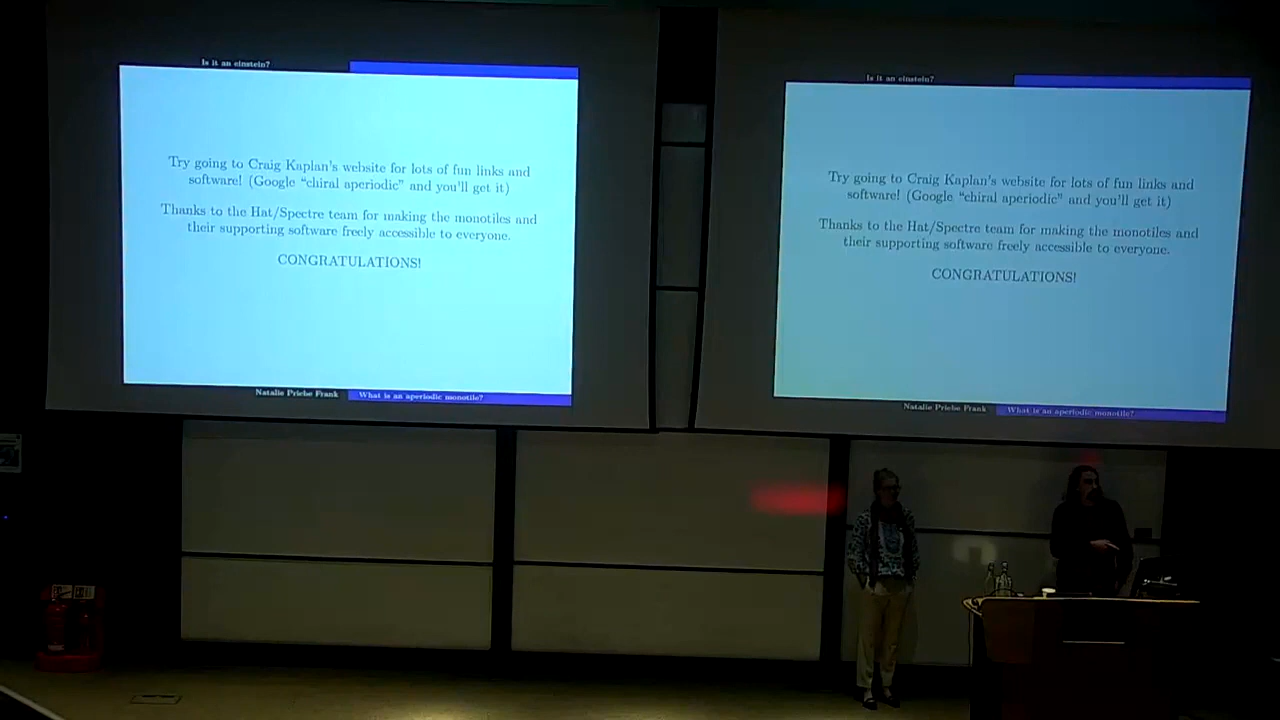 Is it an einstein?
Try going to Craig Kaplan's website for lots of fun links and
software! (Google "chiral aperiodic" and you'll get it)
Thanks to the Hat/Spectre team for making the monotiles and
their supporting software freely accessible to everyone.
CONGRATULATIONS!
Natalie Priebe Frank
What is an aperiodic monotile?
Is it an einstein?
Try going to Craig Kaplan's website for lots of fun links and
software! (Google "chiral aperiodic" and you'll get it)
Thanks to the Hat/Spectre team for making the monotiles and
their supporting software freely accessible to everyone.
CONGRATULATIONS!
Natalie Priebe Frank
What is an aperiodic monotile?